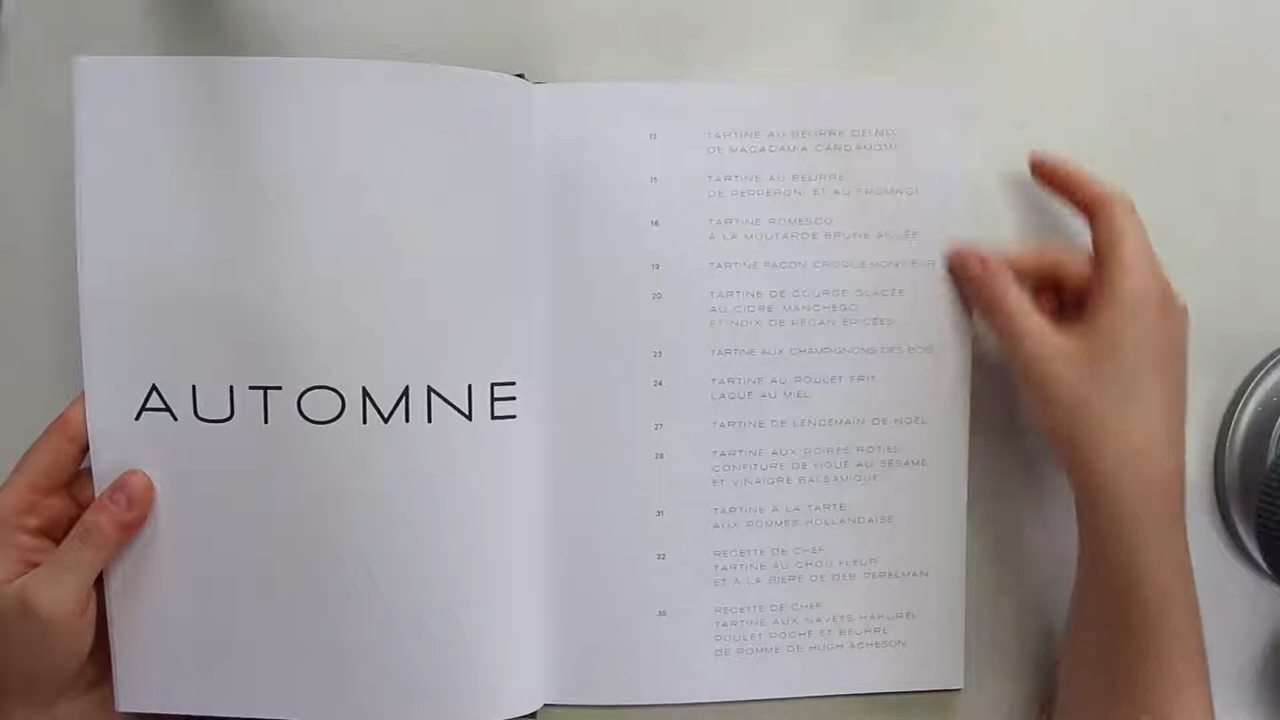 AUTOMNE
12 TARTINE AU BEURRE DE NOIX
DE MACADAMIA CARDAMOME
15 TARTINE AU BEURRE
DE PEPPERONI ET AU FROMAGE
16 TARTINE ROMESCO
À LA MOUTARDE BRUNE AILLÉE
19 TARTINE FAÇON CROQUE-MONSIEUR
20 TARTINE DE COURGE GLACÉE
AU CIDRE, MANCHEGO
ET NOIX DE PÉCAN ÉPICÉES
23 TARTINE AUX CHAMPIGNONS DES BOIS
24 TARTINE AU POULET FRIT
LAQUÉ AU MIEL
27 TARTINE DE LENDEMAIN DE NOËL
28 TARTINE AUX POIRES RÔTIES,
CONFITURE DE FIGUE AU SÉSAME
ET VINAIGRE BALSAMIQUE
31 TARTINE À LA TARTE
AUX POMMES HOLLANDAISE
32 RECETTE DE CHEF
TARTINE AU CHOU FLEUR
ET À LA BIÈRE DE DEB PERELMAN
35 RECETTE DE CHEF
TARTINE AUX NAVETS HAKUREI,
POULET POCHÉ ET BEURRE
DE POMME DE HUGH ACHESON